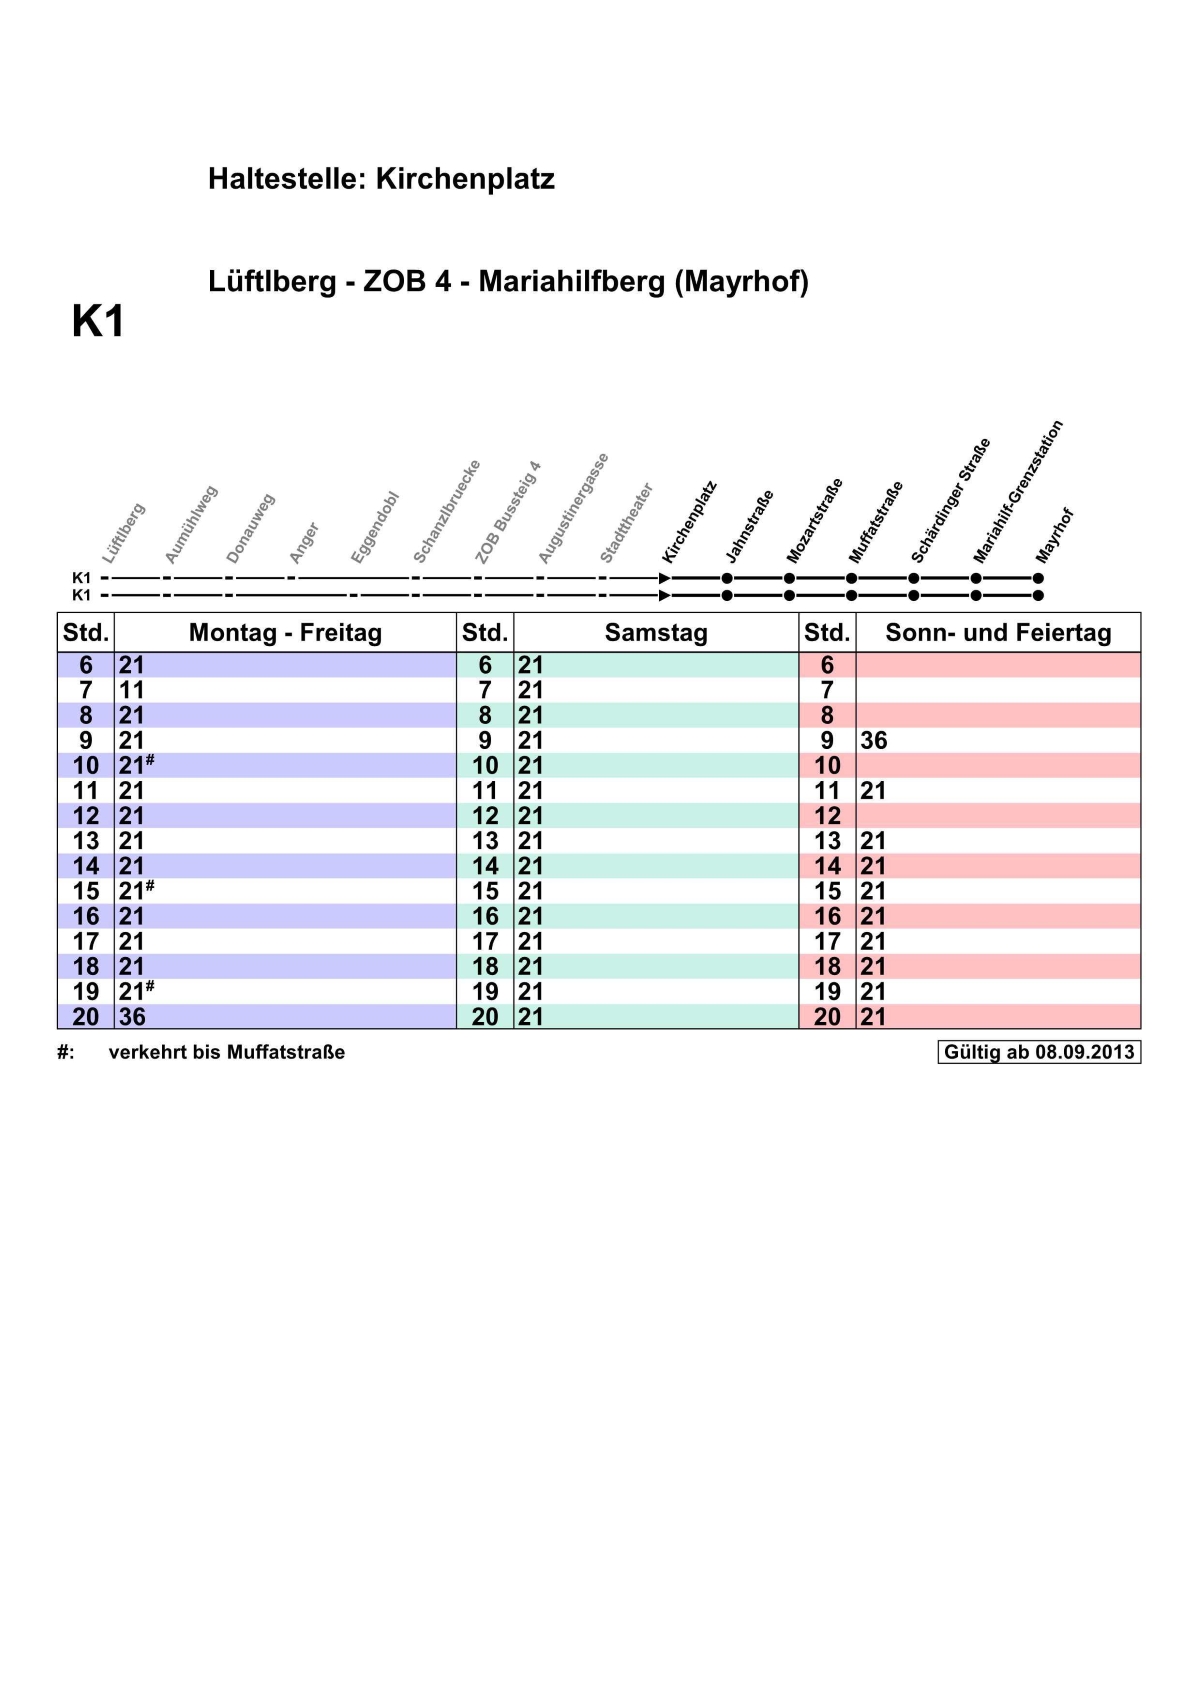 Haltestelle: Kirchenplatz
Lüftlberg - ZOB 4 - Mariahilfberg (Mayrhof)
K1
Lüftlberg
Aumühlweg
Donauweg
Anger
Eggendobl
Schanzlbruecke
ZOB Bussteig 4
Augustinergasse
Stadttheater
Kirchenplatz
Jahnstraße
Mozartstraße
Muffatstraße
Schärdinger Straße
Mariahilf-Grenzstation
Mayrhof
K1
K1
Std. Montag - Freitag Std. Samstag Std. Sonn- und Feiertag
6 21 6 21 6
7 11 7 21 7
8 21 8 21 8
9 21 9 21 9 36
10 21# 10 21 10
11 21 11 21 11 21
12 21 12 21 12
13 21 13 21 13 21
14 21 14 21 14 21
15 21# 15 21 15 21
16 21 16 21 16 21
17 21 17 21 17 21
18 21 18 21 18 21
19 21# 19 21 19 21
20 36 20 21 20 21
#: verkehrt bis Muffatstraße Gültig ab 08.09.2013